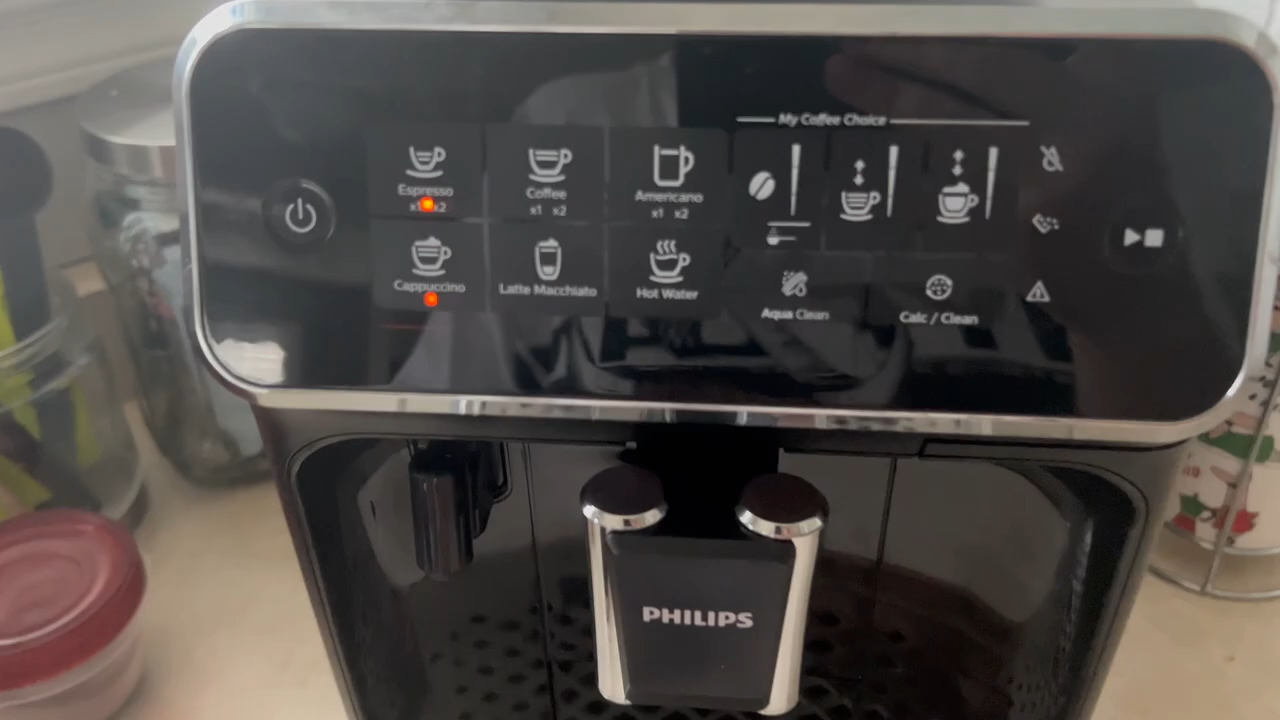 My Coffee Choice
Espresso
x1 x2
Coffee
x1 x2
Americano
x1 x2
Cappuccino
Latte Macchiato
Hot Water
Aqua Clean
Calc / Clean
PHILIPS